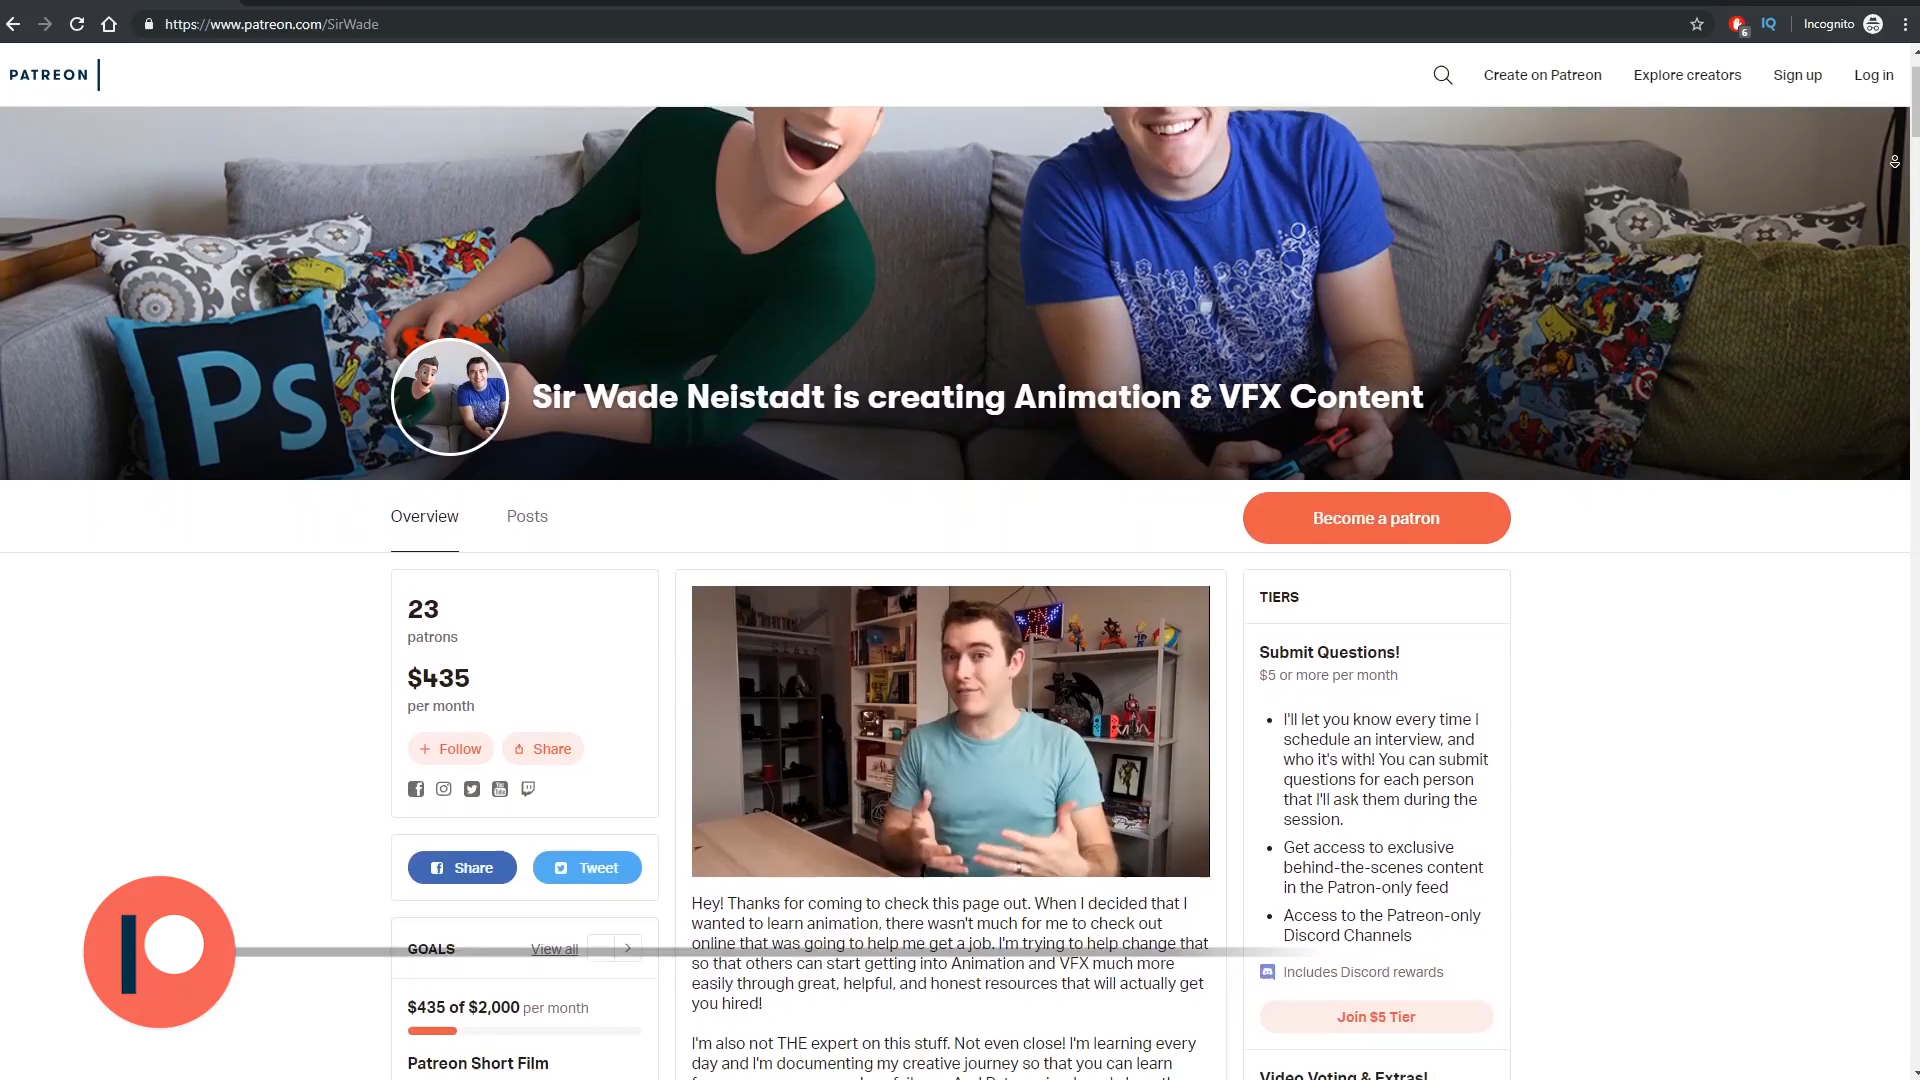 https://www.patreon.com/SirWade
6
IQ
Incognito
PATREON
Create on Patreon
Explore creators
Sign up
Log in
Ps
Sir Wade Neistadt is creating Animation & VFX Content
Overview
Posts
Become a patron
23
patrons
$435
per month
+ Follow
Share
Share
Tweet
GOALS
View all
$435 of $2,000 per month
Patreon Short Film
ON
AIR
Hey! Thanks for coming to check this page out. When I decided that I
wanted to learn animation, there wasn't much for me to check out
online that was going to help me get a job. I'm trying to help change that
so that others can start getting into Animation and VFX much more
easily through great, helpful, and honest resources that will actually get
you hired!
I'm also not THE expert on this stuff. Not even close! I'm learning every
day and I'm documenting my creative journey so that you can learn
TIERS
Submit Questions!
$5 or more per month
• I'll let you know every time I
schedule an interview, and
who it's with! You can submit
questions for each person
that I'll ask them during the
session.
• Get access to exclusive
behind-the-scenes content
in the Patron-only feed
• Access to the Patreon-only
Discord Channels
Includes Discord rewards
Join $5 Tier
Video Voting & Extras!